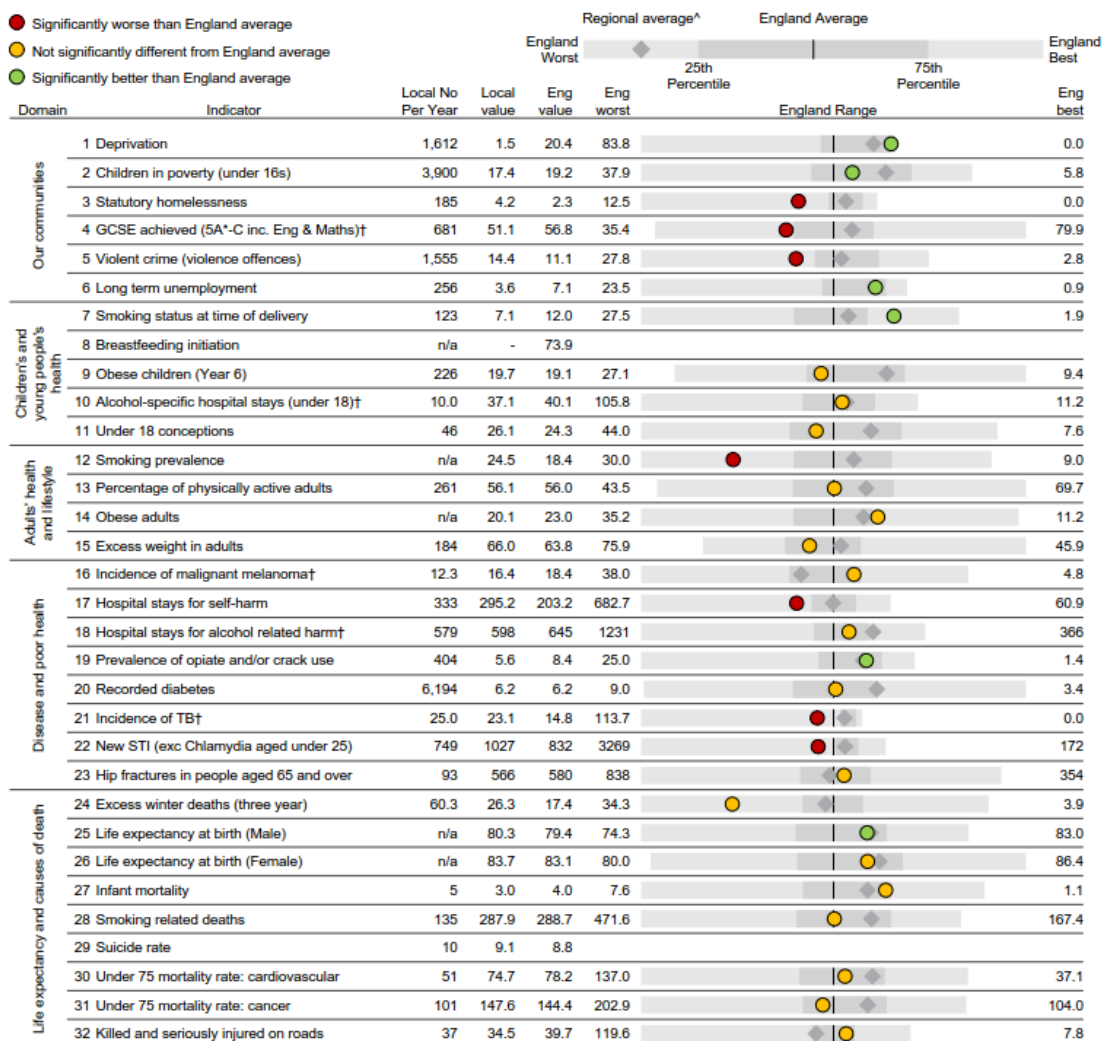 Significantly worse than England average
Not significantly different from England average
Significantly better than England average
Regional average^ England Average
England Worst England Best
25th Percentile 75th Percentile
Domain Indicator Local No Per Year Local value Eng value Eng worst England Range Eng best
Our communities
1 Deprivation 1,612 1.5 20.4 83.8 0.0
2 Children in poverty (under 16s) 3,900 17.4 19.2 37.9 5.8
3 Statutory homelessness 185 4.2 2.3 12.5 0.0
4 GCSE achieved (5A*-C inc. Eng & Maths)† 681 51.1 56.8 35.4 79.9
5 Violent crime (violence offences) 1,555 14.4 11.1 27.8 2.8
6 Long term unemployment 256 3.6 7.1 23.5 0.9
Children's and young people's health
7 Smoking status at time of delivery 123 7.1 12.0 27.5 1.9
8 Breastfeeding initiation n/a - 73.9
9 Obese children (Year 6) 226 19.7 19.1 27.1 9.4
10 Alcohol-specific hospital stays (under 18)† 10.0 37.1 40.1 105.8 11.2
11 Under 18 conceptions 46 26.1 24.3 44.0 7.6
Adults' health and lifestyle
12 Smoking prevalence n/a 24.5 18.4 30.0 9.0
13 Percentage of physically active adults 261 56.1 56.0 43.5 69.7
14 Obese adults n/a 20.1 23.0 35.2 11.2
15 Excess weight in adults 184 66.0 63.8 75.9 45.9
Disease and poor health
16 Incidence of malignant melanoma† 12.3 16.4 18.4 38.0 4.8
17 Hospital stays for self-harm 333 295.2 203.2 682.7 60.9
18 Hospital stays for alcohol related harm† 579 598 645 1231 366
19 Prevalence of opiate and/or crack use 404 5.6 8.4 25.0 1.4
20 Recorded diabetes 6,194 6.2 6.2 9.0 3.4
21 Incidence of TB† 25.0 23.1 14.8 113.7 0.0
22 New STI (exc Chlamydia aged under 25) 749 1027 832 3269 172
23 Hip fractures in people aged 65 and over 93 566 580 838 354
Life expectancy and causes of death
24 Excess winter deaths (three year) 60.3 26.3 17.4 34.3 3.9
25 Life expectancy at birth (Male) n/a 80.3 79.4 74.3 83.0
26 Life expectancy at birth (Female) n/a 83.7 83.1 80.0 86.4
27 Infant mortality 5 3.0 4.0 7.6 1.1
28 Smoking related deaths 135 287.9 288.7 471.6 167.4
29 Suicide rate 10 9.1 8.8
30 Under 75 mortality rate: cardiovascular 51 74.7 78.2 137.0 37.1
31 Under 75 mortality rate: cancer 101 147.6 144.4 202.9 104.0
32 Killed and seriously injured on roads 37 34.5 39.7 119.6 7.8